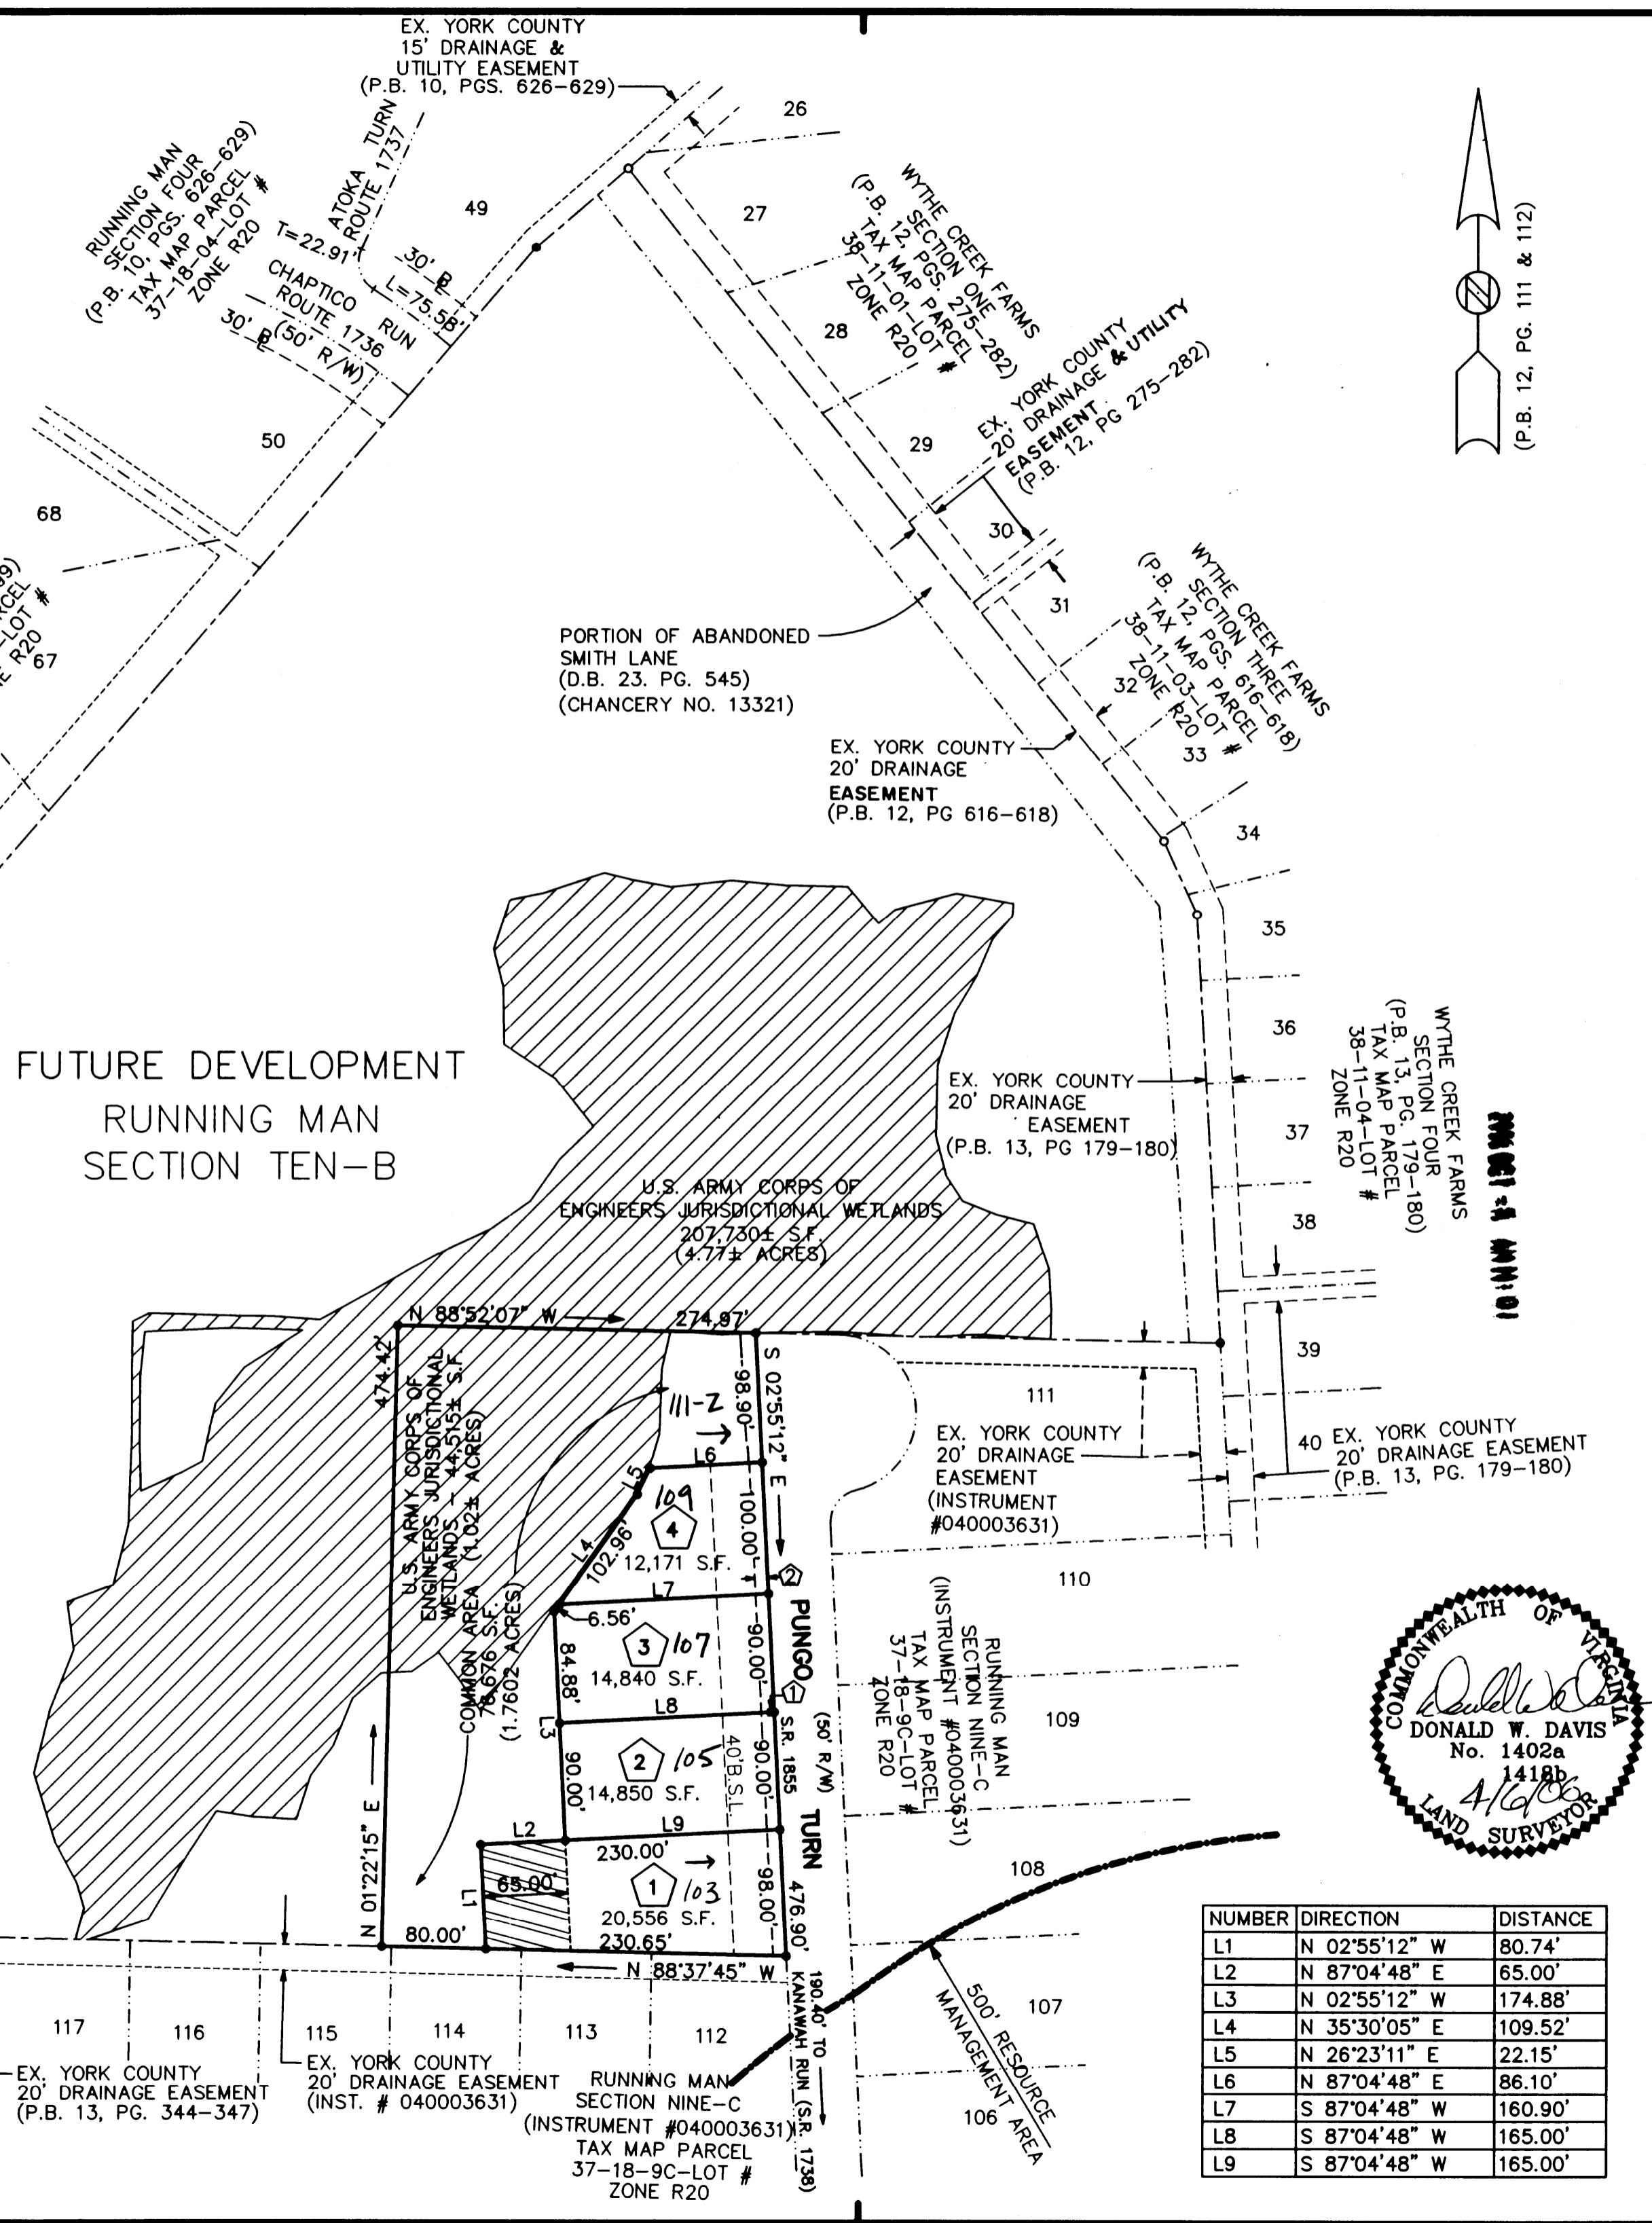 EX. YORK COUNTY
15' DRAINAGE &
UTILITY EASEMENT
(P.B. 10, PGS. 626-629)
RUNNING MAN
SECTION FOUR
(P.B. 10, PGS. 626-629)
TAX MAP PARCEL
37-18-04-LOT #
ZONE R20
ATOKA TURN
ROUTE 1737
T=22.91'
30' B/L
L=75.58'
CHAPTICO RUN
ROUTE 1736
(50' R/W)
30' B/L
49
26
27
28
29
30
31
32
33
34
35
36
37
38
39
40
50
68
67
RCEL
-LOT #
R20
WYTHE CREEK FARMS
SECTION ONE
(P.B. 12, PGS. 275-282)
TAX MAP PARCEL
38-11-01-LOT #
ZONE R20
EX. YORK COUNTY
20' DRAINAGE & UTILITY
EASEMENT
(P.B. 12, PG 275-282)
(P.B. 12, PG. 111 & 112)
N
WYTHE CREEK FARMS
SECTION THREE
(P.B. 12, PGS. 616-618)
TAX MAP PARCEL
38-11-03-LOT #
ZONE R20
PORTION OF ABANDONED
SMITH LANE
(D.B. 23. PG. 545)
(CHANCERY NO. 13321)
EX. YORK COUNTY
20' DRAINAGE
EASEMENT
(P.B. 12, PG 616-618)
FUTURE DEVELOPMENT
RUNNING MAN
SECTION TEN-B
EX. YORK COUNTY
20' DRAINAGE
EASEMENT
(P.B. 13, PG 179-180)
WYTHE CREEK FARMS
SECTION FOUR
(P.B. 13, PG. 179-180)
TAX MAP PARCEL
38-11-04-LOT #
ZONE R20
U.S. ARMY CORPS OF
ENGINEERS JURISDICTIONAL WETLANDS
207,730± S.F.
(4.77± ACRES)
N 88°52'07" W
274.97'
474.42'
N 01°22'15" E
U.S. ARMY CORPS OF
ENGINEERS JURISDICTIONAL
WETLANDS - 44,515± S.F.
(1.02± ACRES)
COMMON AREA
76,676 S.F.
(1.7602 ACRES)
111-Z
98.90'
S 02°55'12" E
L6
L5
109
4
12,171 S.F.
100.00'
L4
102.96'
L7
2
6.56'
3
107
14,840 S.F.
90.00'
84.88'
L8
1
L3
2
105
14,850 S.F.
90.00'
90.00'
40' B.S.L.
L2
L9
230.00'
65.00'
L1
1
103
20,556 S.F.
98.00'
80.00'
230.65'
N 88°37'45" W
PUNGO TURN
S.R. 1855
(50' R/W)
476.90'
190.40' TO
KANAWAH RUN (S.R. 1738)
111
EX. YORK COUNTY
20' DRAINAGE
EASEMENT
(INSTRUMENT
#040003631)
EX. YORK COUNTY
20' DRAINAGE EASEMENT
(P.B. 13, PG. 179-180)
110
109
108
107
106
RUNNING MAN
SECTION NINE-C
(INSTRUMENT #040003631)
TAX MAP PARCEL
37-18-9C-LOT #
ZONE R20
500' RESOURCE
MANAGEMENT AREA
117
116
115
114
113
112
EX. YORK COUNTY
20' DRAINAGE EASEMENT
(P.B. 13, PG. 344-347)
EX. YORK COUNTY
20' DRAINAGE EASEMENT
(INST. # 040003631)
RUNNING MAN
SECTION NINE-C
(INSTRUMENT #040003631)
TAX MAP PARCEL
37-18-9C-LOT #
ZONE R20
COMMONWEALTH OF VIRGINIA
DONALD W. DAVIS
No. 1402a
1418b
4/6/06
LAND SURVEYOR
NUMBER DIRECTION DISTANCE
L1 N 02°55'12" W 80.74'
L2 N 87°04'48" E 65.00'
L3 N 02°55'12" W 174.88'
L4 N 35°30'05" E 109.52'
L5 N 26°23'11" E 22.15'
L6 N 87°04'48" E 86.10'
L7 S 87°04'48" W 160.90'
L8 S 87°04'48" W 165.00'
L9 S 87°04'48" W 165.00'